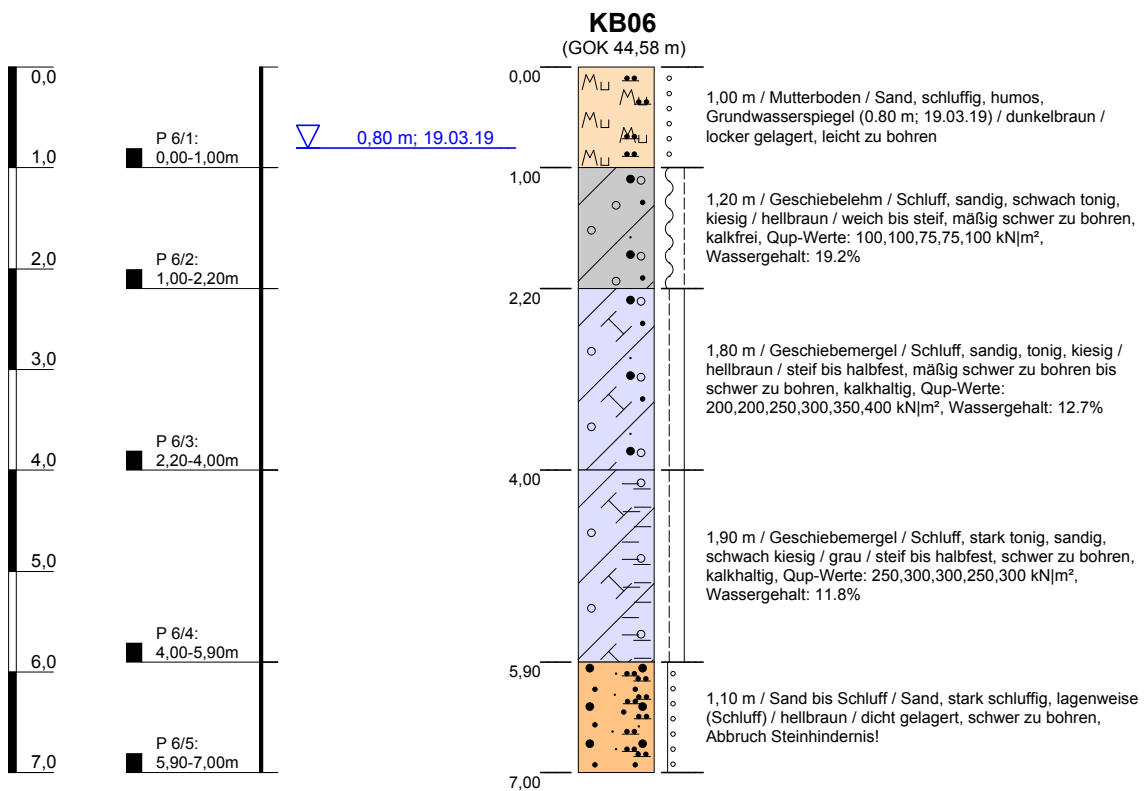 KB06
(GOK 44,58 m)
0,0
1,0
2,0
3,0
4,0
5,0
6,0
7,0
P 6/1:
0,00-1,00m
P 6/2:
1,00-2,20m
P 6/3:
2,20-4,00m
P 6/4:
4,00-5,90m
P 6/5:
5,90-7,00m
0,80 m; 19.03.19
0,00
1,00
2,20
4,00
5,90
7,00
1,00 m / Mutterboden / Sand, schluffig, humos,
Grundwasserspiegel (0.80 m; 19.03.19) / dunkelbraun /
locker gelagert, leicht zu bohren
1,20 m / Geschiebelehm / Schluff, sandig, schwach tonig,
kiesig / hellbraun / weich bis steif, mäßig schwer zu bohren,
kalkfrei, Qup-Werte: 100,100,75,75,100 kN|m²,
Wassergehalt: 19.2%
1,80 m / Geschiebemergel / Schluff, sandig, tonig, kiesig /
hellbraun / steif bis halbfest, mäßig schwer zu bohren bis
schwer zu bohren, kalkhaltig, Qup-Werte:
200,200,250,300,350,400 kN|m², Wassergehalt: 12.7%
1,90 m / Geschiebemergel / Schluff, stark tonig, sandig,
schwach kiesig / grau / steif bis halbfest, schwer zu bohren,
kalkhaltig, Qup-Werte: 250,300,300,250,300 kN|m²,
Wassergehalt: 11.8%
1,10 m / Sand bis Schluff / Sand, stark schluffig, lagenweise
(Schluff) / hellbraun / dicht gelagert, schwer zu bohren,
Abbruch Steinhindernis!